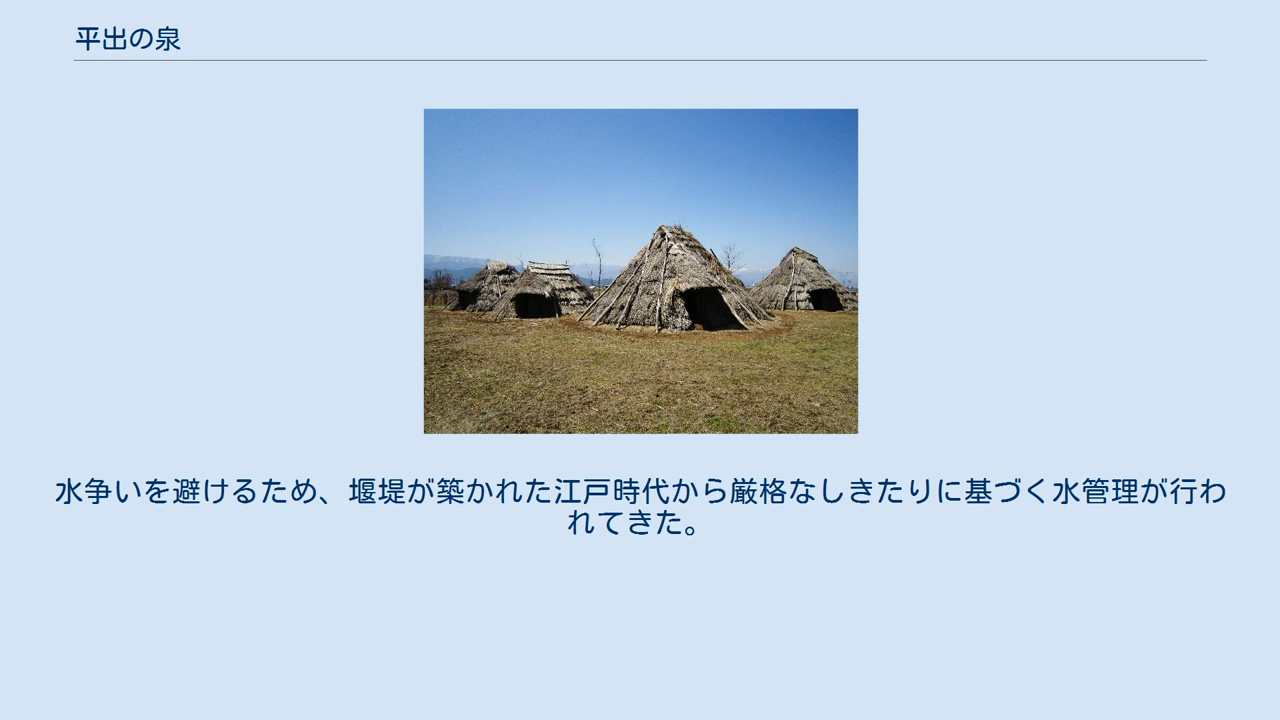 平出の泉
水争いを避けるため、堰堤が築かれた江戸時代から厳格なしきたりに基づく水管理が行わ
れてきた。